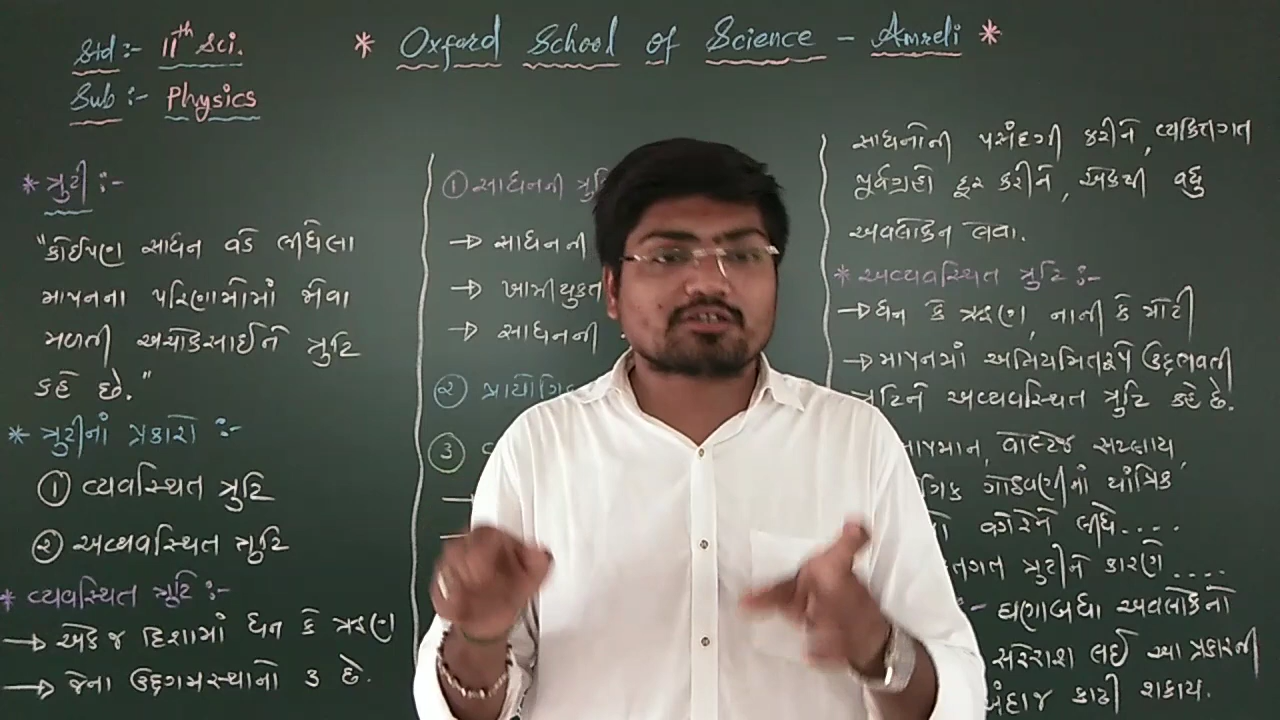 Std :- 11th Sci.
* Oxford School of Science - Amreli *
Sub :- Physics
* ત્રુટી :-
"કોઈપણ સાધન વડે લીધેલા
માપનના પરિણામોમાં જોવા
મળતી અચોકસાઈને ત્રુટિ
કહે છે."
* ત્રુટીનાં પ્રકારો :-
① વ્યવસ્થિત ત્રુટિ
② અવ્યવસ્થિત ત્રુટિ
* વ્યવસ્થિત ત્રુટિ :-
→ એક જ દિશામાં ધન કે ઋણ
→ જેના ઉદ્દગમસ્થાનો 3 છે.
① સાધનની
→ સાધનની
→ ખામીયુક્ત
→ સાધનની
② પ્રાયોગિક
③
સાધનોની પસંદગી કરીને, વ્યકિતગત
પૂર્વગ્રહો દૂર કરીને, એકથી વધુ
અવલોકન લેવા.
* અવ્યવસ્થિત ત્રુટિ :-
→ ધન કે ઋણ, નાની કે મોટી
→ માપનમાં અનિયમિતરૂપે ઉદ્દભવતી
ત્રુટિને અવ્યવસ્થિત ત્રુટિ કહે છે.
વોલ્ટેજ સપ્લાય,
ગોઠવણીનાં યાંત્રિક
વગેરેને લીધે....
ત્રુટીને કારણે ....
:- ઘણાબધા અવલોકનો
સરેરાશ લઈ આ પ્રકારની
કાઢી શકાય.